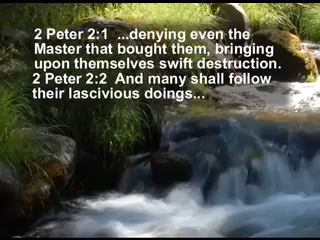 2 Peter 2:1 ...denying even the
Master that bought them, bringing
upon themselves swift destruction.
2 Peter 2:2 And many shall follow
their lascivious doings...